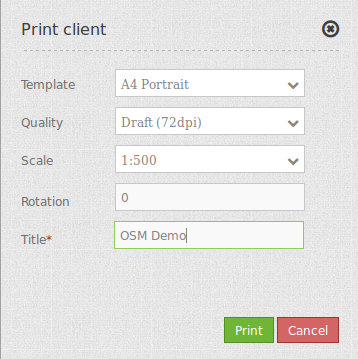 Print client
Template A4 Portrait
Quality Draft (72dpi)
Scale 1:500
Rotation 0
Title* OSM Demo
Print Cancel